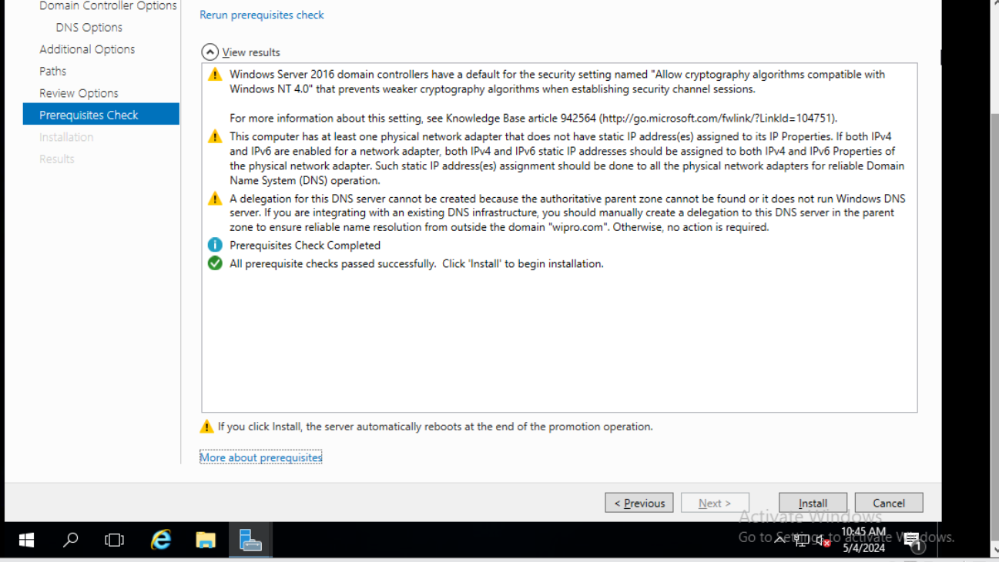 Domain Controller Options
DNS Options
Additional Options
Paths
Review Options
Prerequisites Check
Installation
Results
Rerun prerequisites check
View results
Windows Server 2016 domain controllers have a default for the security setting named "Allow cryptography algorithms compatible with
Windows NT 4.0" that prevents weaker cryptography algorithms when establishing security channel sessions.
For more information about this setting, see Knowledge Base article 942564 (http://go.microsoft.com/fwlink/?LinkId=104751).
This computer has at least one physical network adapter that does not have static IP address(es) assigned to its IP Properties. If both IPv4
and IPv6 are enabled for a network adapter, both IPv4 and IPv6 static IP addresses should be assigned to both IPv4 and IPv6 Properties of
the physical network adapter. Such static IP address(es) assignment should be done to all the physical network adapters for reliable Domain
Name System (DNS) operation.
A delegation for this DNS server cannot be created because the authoritative parent zone cannot be found or it does not run Windows DNS
server. If you are integrating with an existing DNS infrastructure, you should manually create a delegation to this DNS server in the parent
zone to ensure reliable name resolution from outside the domain "wipro.com". Otherwise, no action is required.
Prerequisites Check Completed
All prerequisite checks passed successfully.  Click 'Install' to begin installation.
If you click Install, the server automatically reboots at the end of the promotion operation.
More about prerequisites
< Previous
Next >
Install
Cancel
Activate Windows
Go to Settings to activate Windows.
10:45 AM
5/4/2024
1